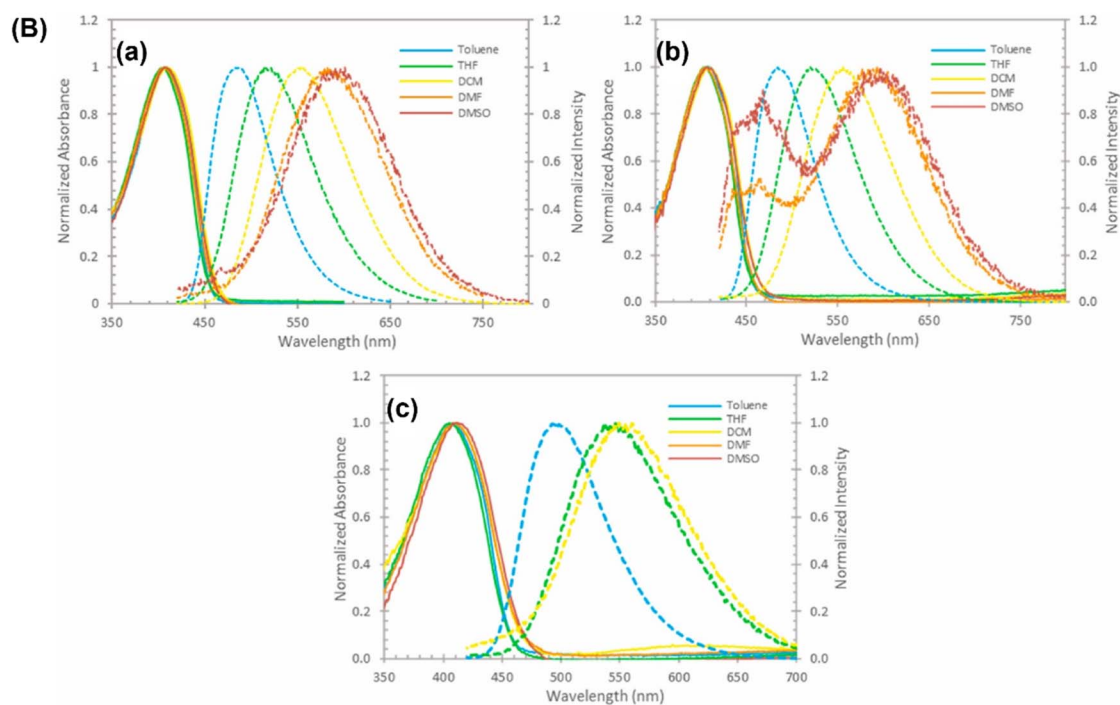 (B)
(a)
1.2
1
0.8
0.6
0.4
0.2
0
Normalized Absorbance
350
450
550
650
750
Wavelength (nm)
1.2
1
0.8
0.6
0.4
0.2
0
Normalized Intensity
Toluene
THF
DCM
DMF
DMSO
(b)
1.2
1.0
0.8
0.6
0.4
0.2
0.0
Normalized Absorbance
350
450
550
650
750
Wavelength (nm)
1.2
1.0
0.8
0.6
0.4
0.2
0.0
Normalized Intensity
Toluene
THF
DCM
DMF
DMSO
(c)
1.2
1.0
0.8
0.6
0.4
0.2
0.0
Normalized Absorbance
350
400
450
500
550
600
650
700
Wavelength (nm)
1.2
1.0
0.8
0.6
0.4
0.2
0.0
Normalized Intensity
Toluene
THF
DCM
DMF
DMSO